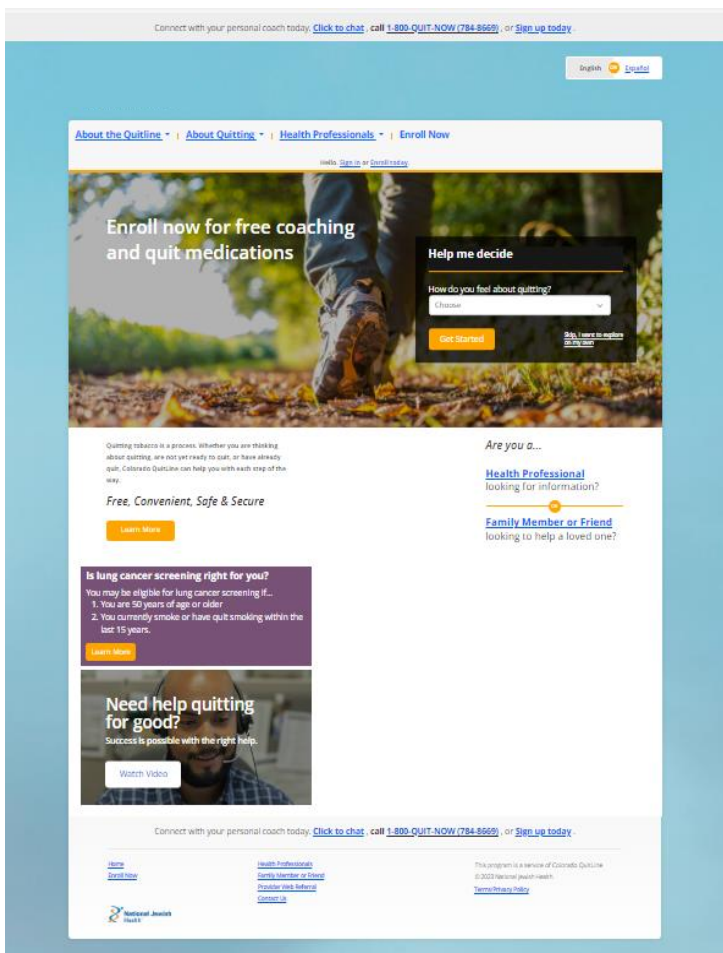 Connect with your personal coach today. Click to chat , call 1-800-QUIT-NOW (784-8669) , or Sign up today .
English OR Español
About the Quitline | About Quitting | Health Professionals | Enroll Now
Hello. Sign in or Enroll today.
Enroll now for free coaching
and quit medications
Help me decide
How do you feel about quitting?
Choose
Get Started
Skip, I want to explore
on my own
Quitting tobacco is a process. Whether you are thinking
about quitting, are not yet ready to quit, or have already
quit, Colorado QuitLine can help you with each step of the
way.
Free, Convenient, Safe & Secure
Learn More
Are you a...
Health Professional
looking for information?
OR
Family Member or Friend
looking to help a loved one?
Is lung cancer screening right for you?
You may be eligible for lung cancer screening if...
1. You are 50 years of age or older
2. You currently smoke or have quit smoking within the
last 15 years.
Learn More
Need help quitting
for good?
Success is possible with the right help.
Watch Video
Connect with your personal coach today. Click to chat , call 1-800-QUIT-NOW (784-8669) , or Sign up today .
Home
Enroll Now
Health Professionals
Family Member or Friend
Provider Web Referral
Contact Us
This program is a service of Colorado QuitLine
© 2023 National Jewish Health
Terms/Privacy Policy
National Jewish
Health